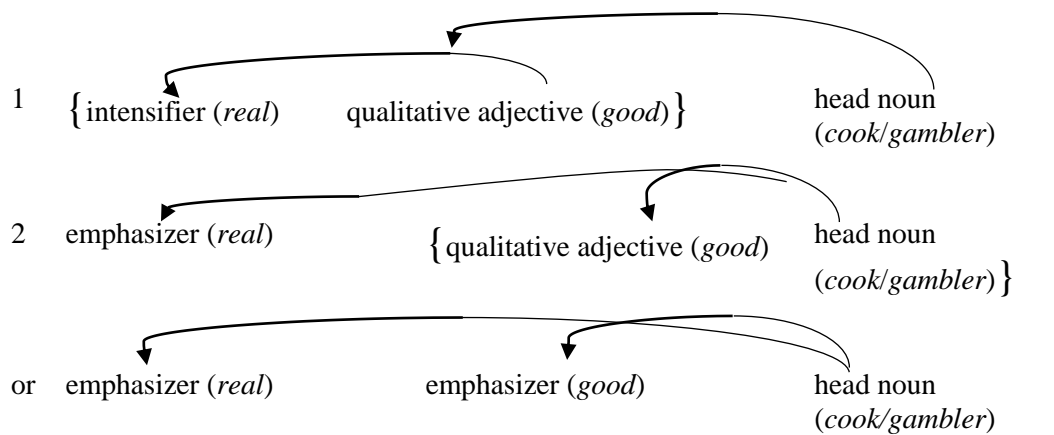 1 {intensifier (real) qualitative adjective (good)} head noun
(cook/gambler)
2 emphasizer (real) {qualitative adjective (good) head noun
(cook/gambler)}
or emphasizer (real) emphasizer (good) head noun
(cook/gambler)